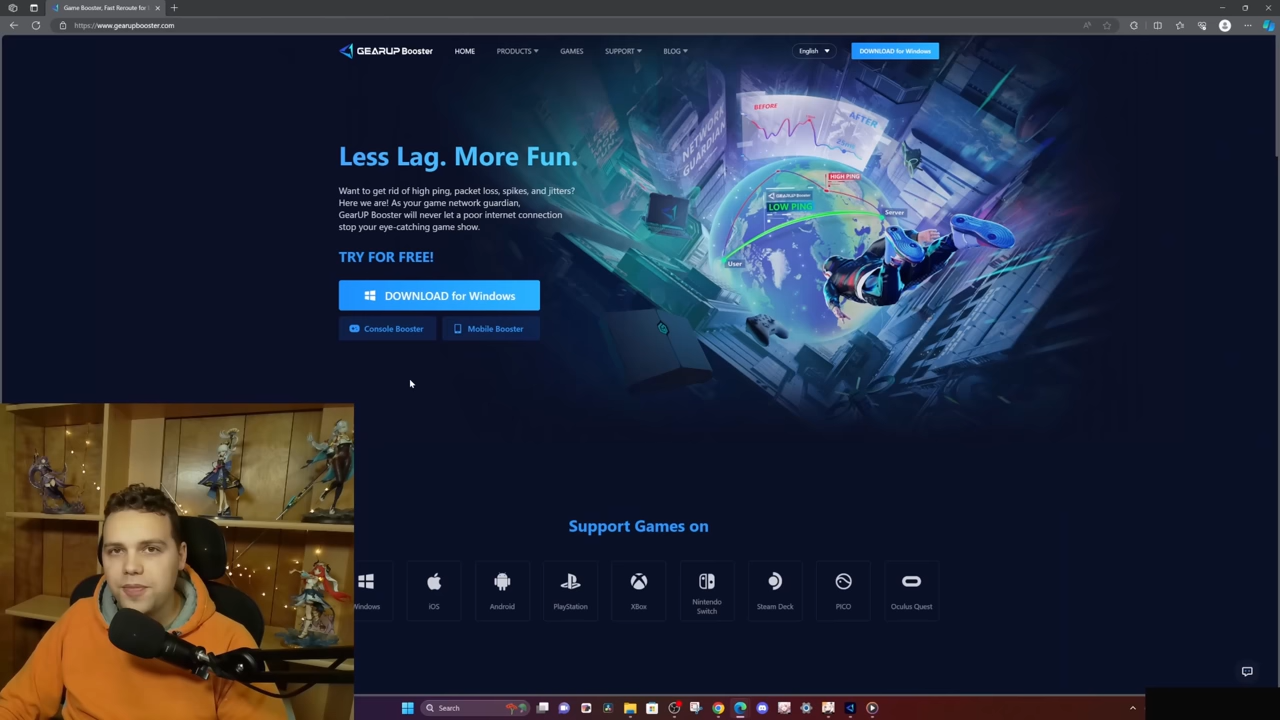 Game Booster, Fast Reroute for
https://www.gearupbooster.com
GEARUP Booster
HOME
PRODUCTS
GAMES
SUPPORT
BLOG
English
DOWNLOAD for Windows
BEFORE
AFTER
NETWORK GUARDIAN
HIGH PING
GEARUP Booster
LOW PING
Server
User
Less Lag. More Fun.
Want to get rid of high ping, packet loss, spikes, and jitters?
Here we are! As your game network guardian,
GearUP Booster will never let a poor internet connection
stop your eye-catching game show.
TRY FOR FREE!
DOWNLOAD for Windows
Console Booster
Mobile Booster
Support Games on
Windows
iOS
Android
PlayStation
XBox
Nintendo
Switch
Steam Deck
PICO
Oculus Quest
Search